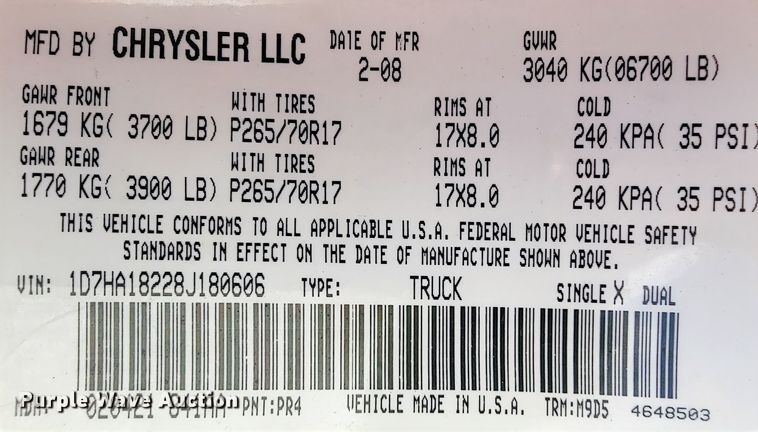 MFD BY CHRYSLER LLC DATE OF MFR GVWR
2-08 3040 KG(06700 LB)
GAWR FRONT WITH TIRES RIMS AT COLD
1679 KG( 3700 LB) P265/70R17 17X8.0 240 KPA( 35 PSI)
GAWR REAR WITH TIRES RIMS AT COLD
1770 KG( 3900 LB) P265/70R17 17X8.0 240 KPA( 35 PSI)
THIS VEHICLE CONFORMS TO ALL APPLICABLE U.S.A. FEDERAL MOTOR VEHICLE SAFETY
STANDARDS IN EFFECT ON THE DATE OF MANUFACTURE SHOWN ABOVE.
VIN: 1D7HA18228J180606 TYPE: TRUCK SINGLE X DUAL
Purple Wave Auction
PNT:PR4 VEHICLE MADE IN U.S.A. TRM:M9D5 4648503